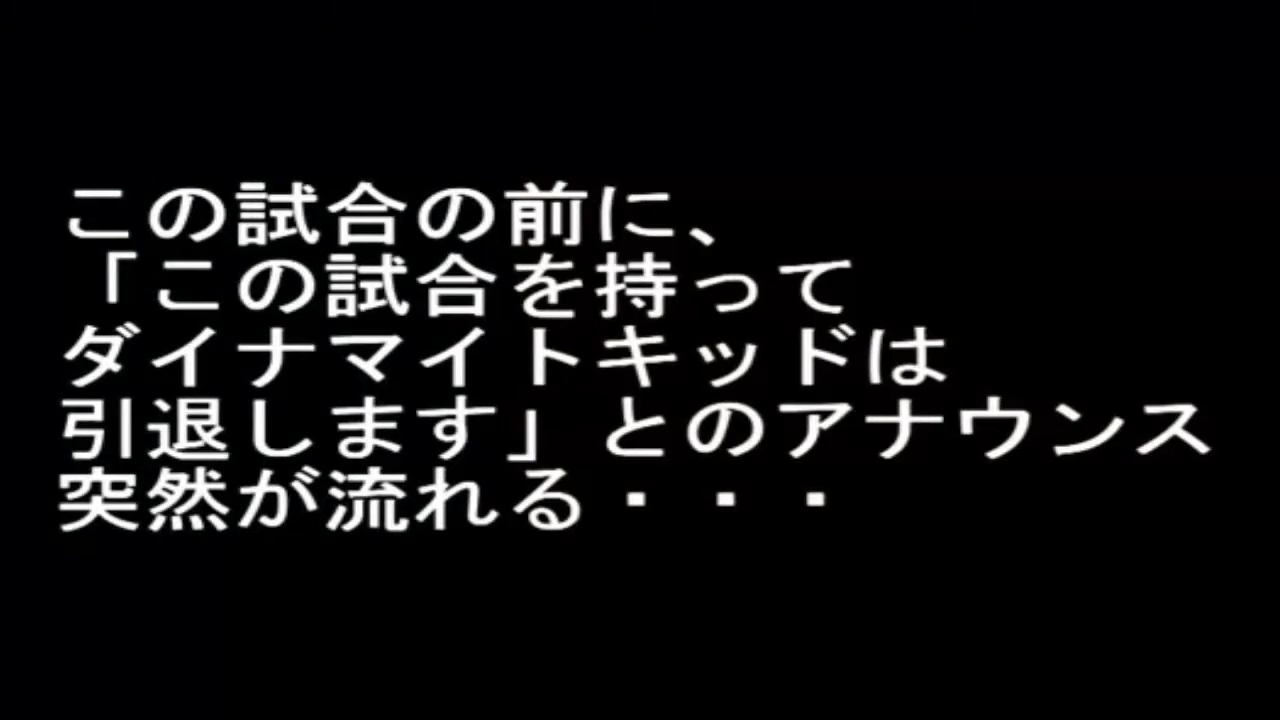 この試合の前に、
「この試合を持って
ダイナマイトキッドは
引退します」とのアナウンス
突然が流れる・・・